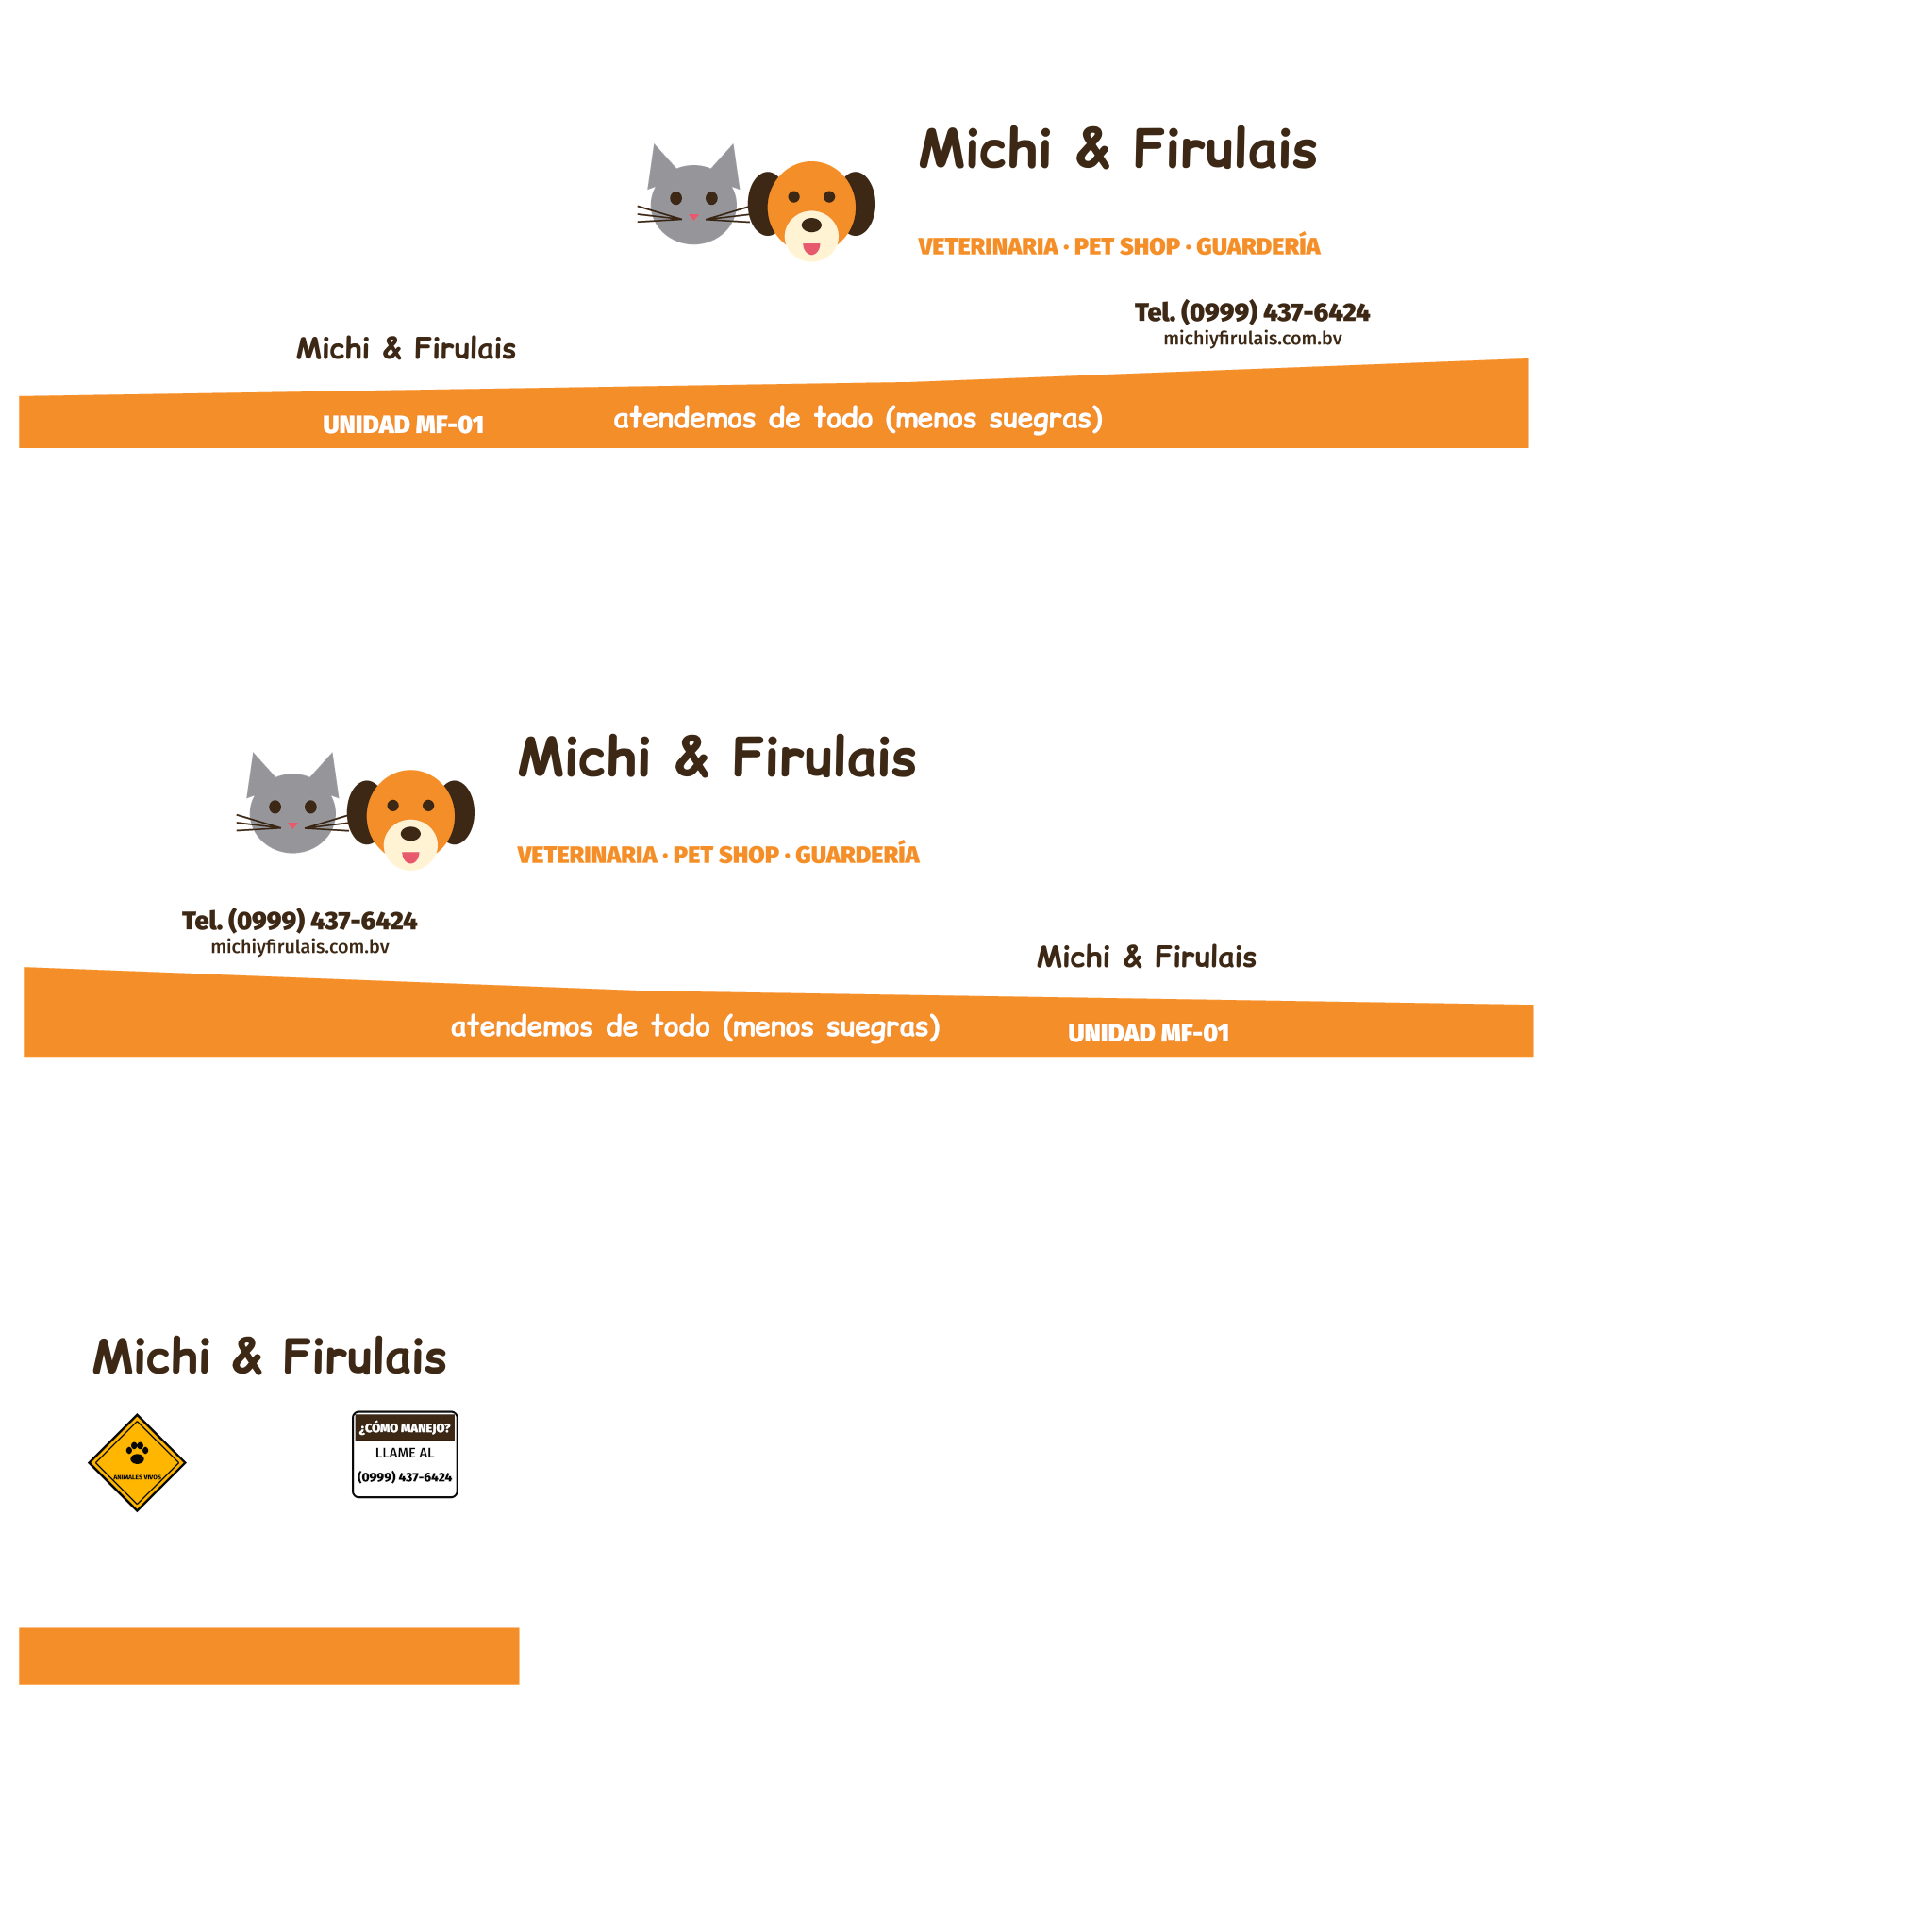 Michi & Firulais
VETERINARIA · PET SHOP · GUARDERÍA
Tel. (0999) 437-6424
michiyfirulais.com.bv
Michi & Firulais
UNIDAD MF-01
atendemos de todo (menos suegras)
Michi & Firulais
VETERINARIA · PET SHOP · GUARDERÍA
Tel. (0999) 437-6424
michiyfirulais.com.bv
Michi & Firulais
atendemos de todo (menos suegras)
UNIDAD MF-01
Michi & Firulais
ANIMALES VIVOS
¿CÓMO MANEJO?
LLAME AL
(0999) 437-6424